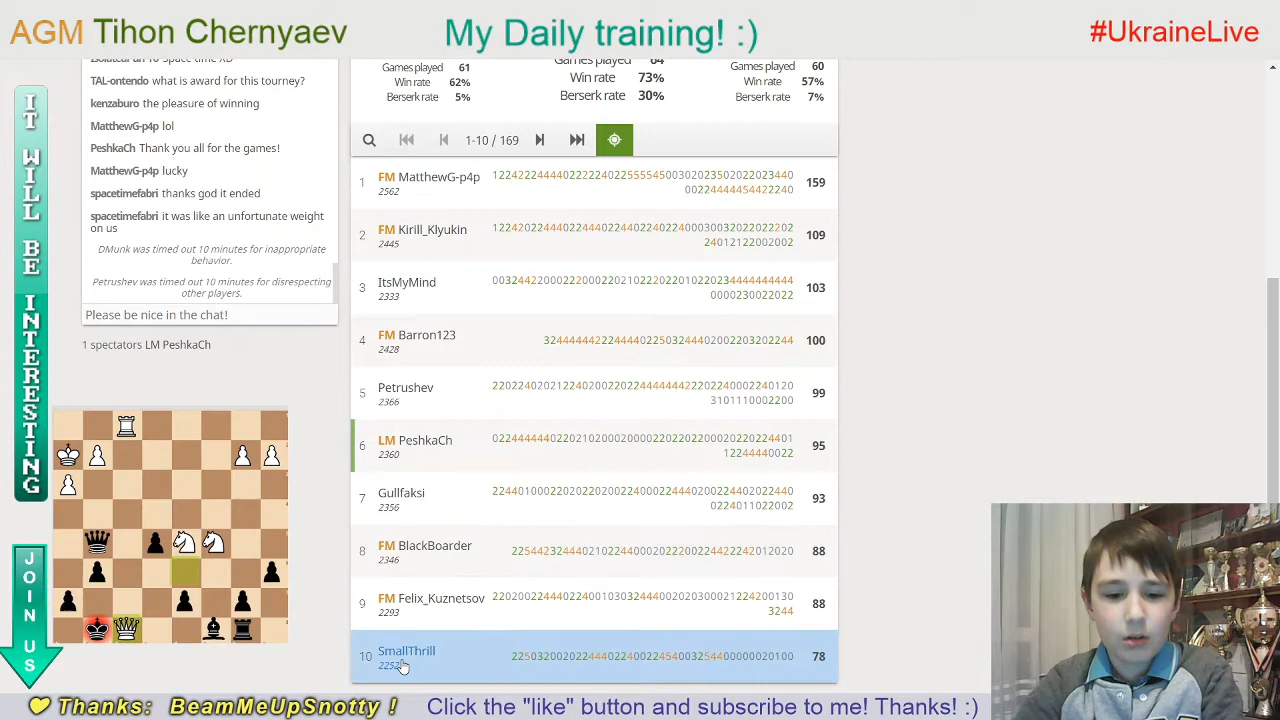 AGM Tihon Chernyaev
My Daily training! :)
#UkraineLive
IT WILL BE INTERESTING
JOIN US
TAL-ontendo what is award for this tourney?
kenzaburo the pleasure of winning
MatthewG-p4p lol
PeshkaCh Thank you all for the games!
MatthewG-p4p lucky
spacetimefabri thanks god it ended
spacetimefabri it was like an unfortunate weight
on us
DMunk was timed out 10 minutes for inappropriate
behavior.
Petrushev was timed out 10 minutes for disrespecting
other players.
Please be nice in the chat!
1 spectators LM PeshkaCh
Games played 61
Win rate 62%
Berserk rate 5%
Games played 64
Win rate 73%
Berserk rate 30%
Games played 60
Win rate 57%
Berserk rate 7%
1-10 / 169
1 FM MatthewG-p4p 159
2562
2 FM Kirill_Klyukin 109
2445
3 ItsMyMind 103
2333
4 FM Barron123 100
2428
5 Petrushev 99
2366
6 LM PeshkaCh 95
2360
7 Gullfaksi 93
2356
8 FM BlackBoarder 88
2346
9 FM Felix_Kuznetsov 88
2293
10 SmallThrill 78
Thanks: BeamMeUpSnotty !
Click the "like" button and subscribe to me! Thanks! :)